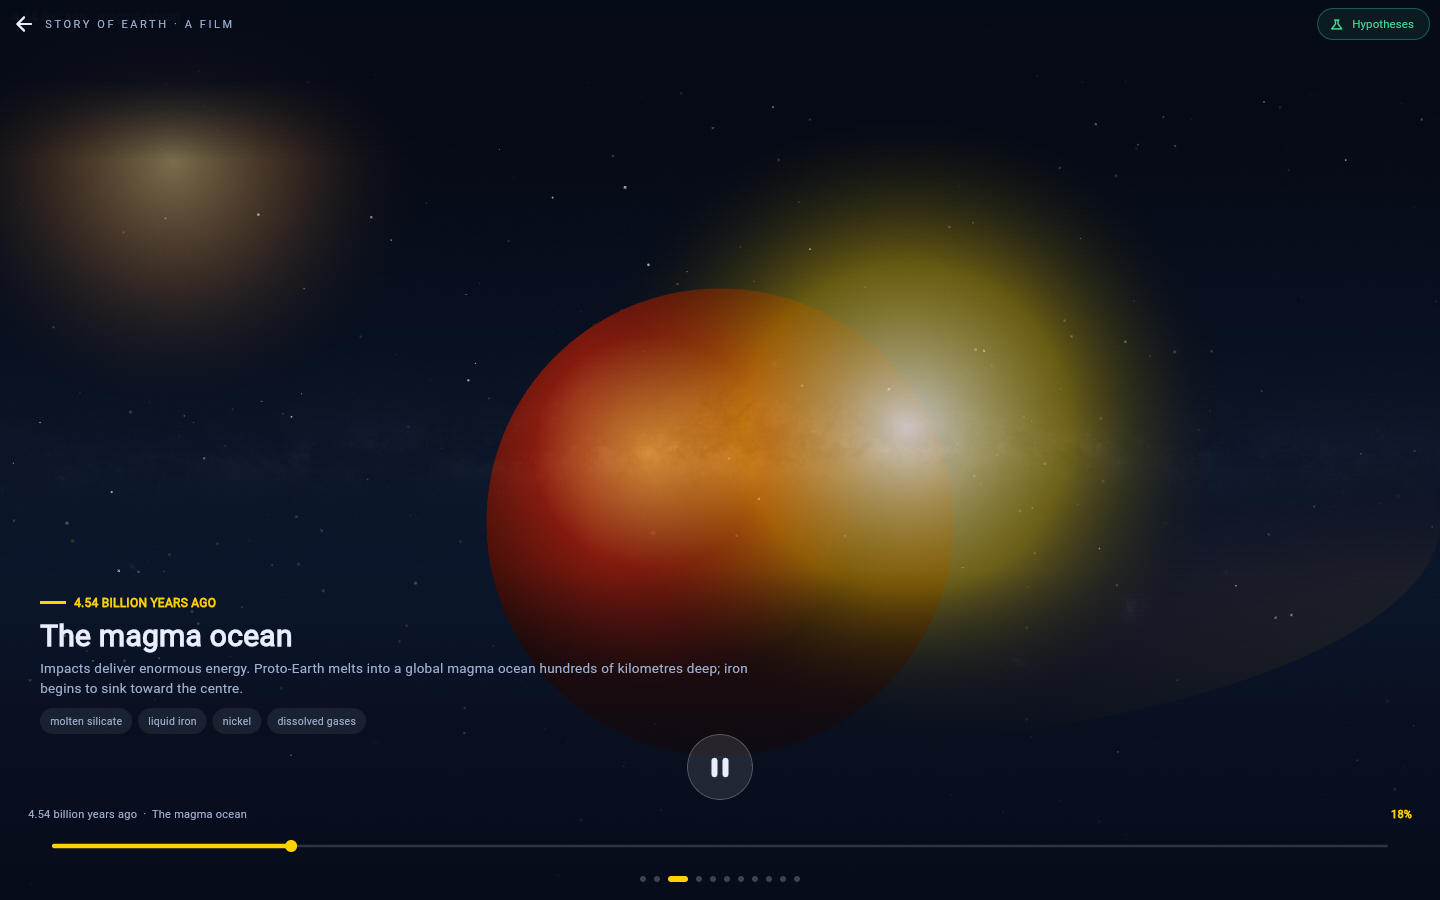 STORY OF EARTH · A FILM
Hypotheses
4.54 BILLION YEARS AGO
The magma ocean
Impacts deliver enormous energy. Proto-Earth melts into a global magma ocean hundreds of kilometres deep; iron
begins to sink toward the centre.
molten silicate
liquid iron
nickel
dissolved gases
4.54 billion years ago · The magma ocean
18%